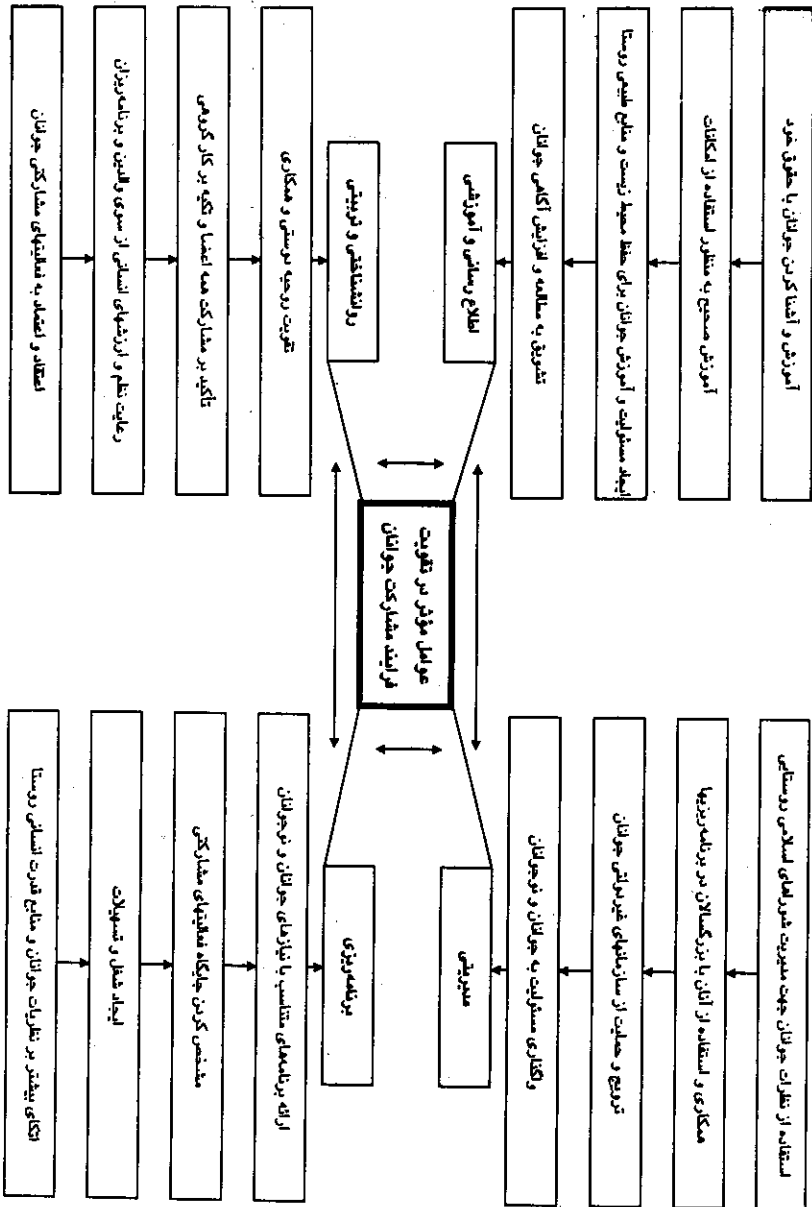 آموزش و آشنا کردن جوانان با حقوق خود
آموزش صحیح به منظور استفاده از امکانات
ایجاد مسئولیت و آموزش جوانان برای حفظ محیط زیست و منابع طبیعی روستا
تشویق به مطالعه و افزایش آگاهی جوانان
اطلاع رسانی و آموزشی
روانشناختی و تربیتی
تقویت روحیه دوستی و همکاری
تأکید بر مشارکت همه اعضا و تکیه بر کار گروهی
رعایت نظم و ارزشهای انسانی از سوی والدین و برنامه‌ریزان
اعتقاد و اعتماد به فعالیتهای مشارکتی جوانان
عوامل مؤثر در تقویت
فرایند مشارکت جوانان
استفاده از نظرات جوانان جهت مدیریت شوراهای اسلامی روستایی
همکاری و استفاده از آنان با بزرگسالان در برنامه‌ریزیها
ترویج و حمایت از سازمانهای غیردولتی جوانان
واگذاری مسئولیت به جوانان و نوجوانان
مدیریتی
برنامه‌ریزی
ارائه برنامه‌های متناسب با نیازهای جوانان و نوجوانان
مشخص کردن جایگاه فعالیتهای مشارکتی
ایجاد شغل و تسهیلات
اتکای بیشتر بر نظریات جوانان و منابع قدرت انسانی روستا